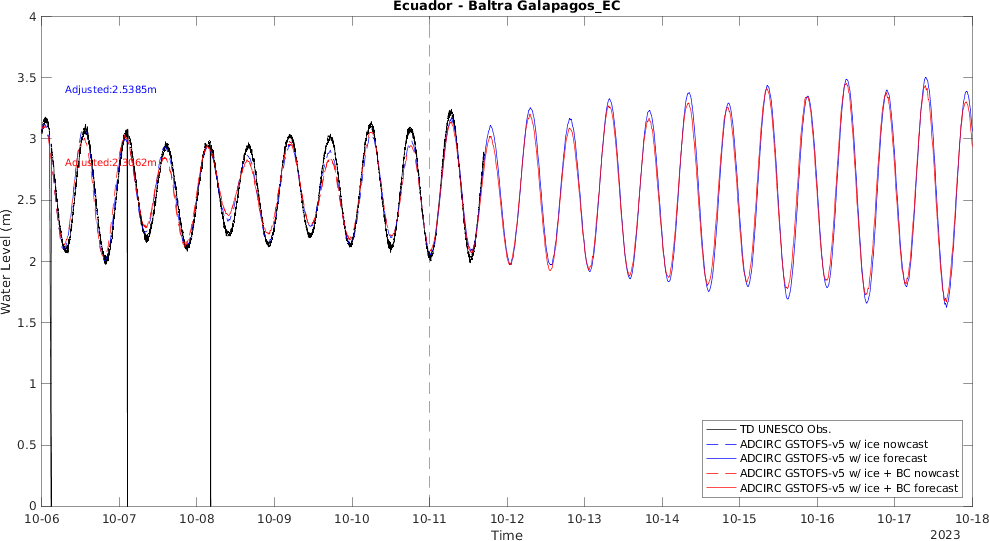 Ecuador - Baltra Galapagos_EC
4
3.5
3
2.5
2
1.5
1
0.5
0
Water Level (m)
Adjusted:2.5385m
Adjusted:2.3062m
TD UNESCO Obs.
ADCIRC GSTOFS-v5 w/ ice nowcast
ADCIRC GSTOFS-v5 w/ ice forecast
ADCIRC GSTOFS-v5 w/ ice + BC nowcast
ADCIRC GSTOFS-v5 w/ ice + BC forecast
10-06 10-07 10-08 10-09 10-10 10-11 10-12 10-13 10-14 10-15 10-16 10-17 10-18
Time
2023